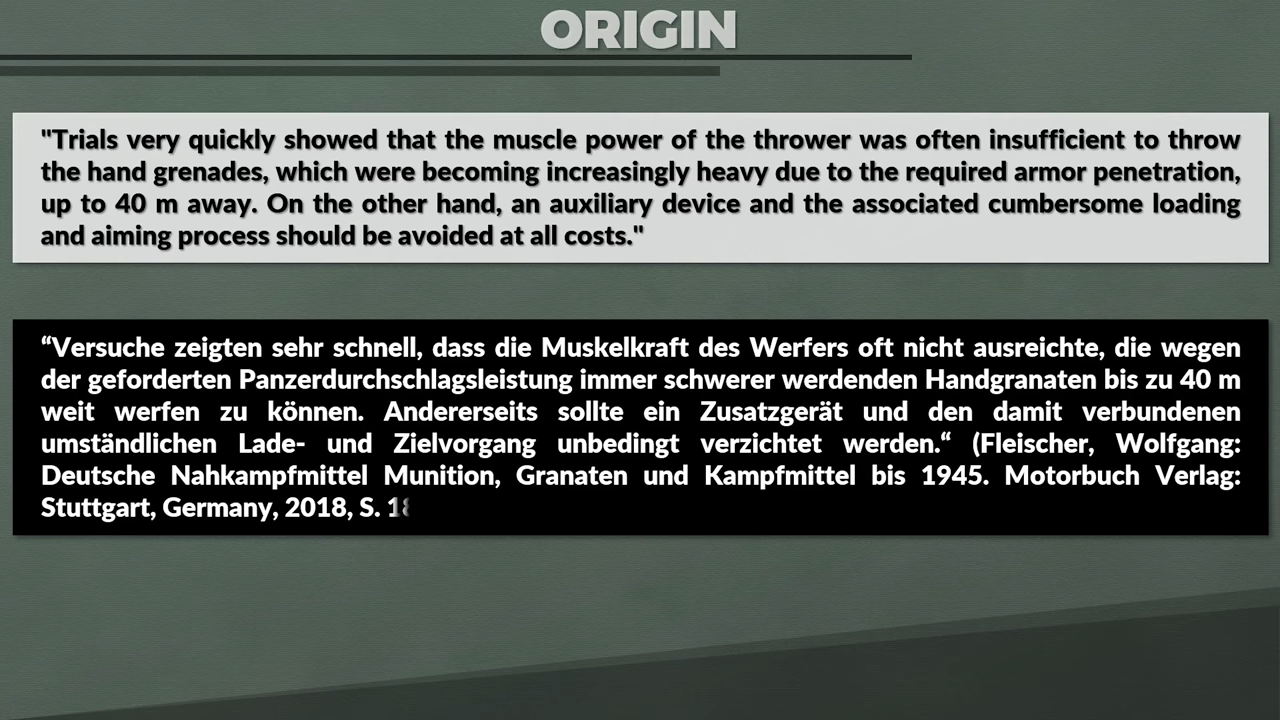 ORIGIN
"Trials very quickly showed that the muscle power of the thrower was often insufficient to throw
the hand grenades, which were becoming increasingly heavy due to the required armor penetration,
up to 40 m away. On the other hand, an auxiliary device and the associated cumbersome loading
and aiming process should be avoided at all costs."
“Versuche zeigten sehr schnell, dass die Muskelkraft des Werfers oft nicht ausreichte, die wegen
der geforderten Panzerdurchschlagsleistung immer schwerer werdenden Handgranaten bis zu 40 m
weit werfen zu können. Andererseits sollte ein Zusatzgerät und den damit verbundenen
umständlichen Lade- und Zielvorgang unbedingt verzichtet werden.“ (Fleischer, Wolfgang:
Deutsche Nahkampfmittel Munition, Granaten und Kampfmittel bis 1945. Motorbuch Verlag:
Stuttgart, Germany, 2018, S.